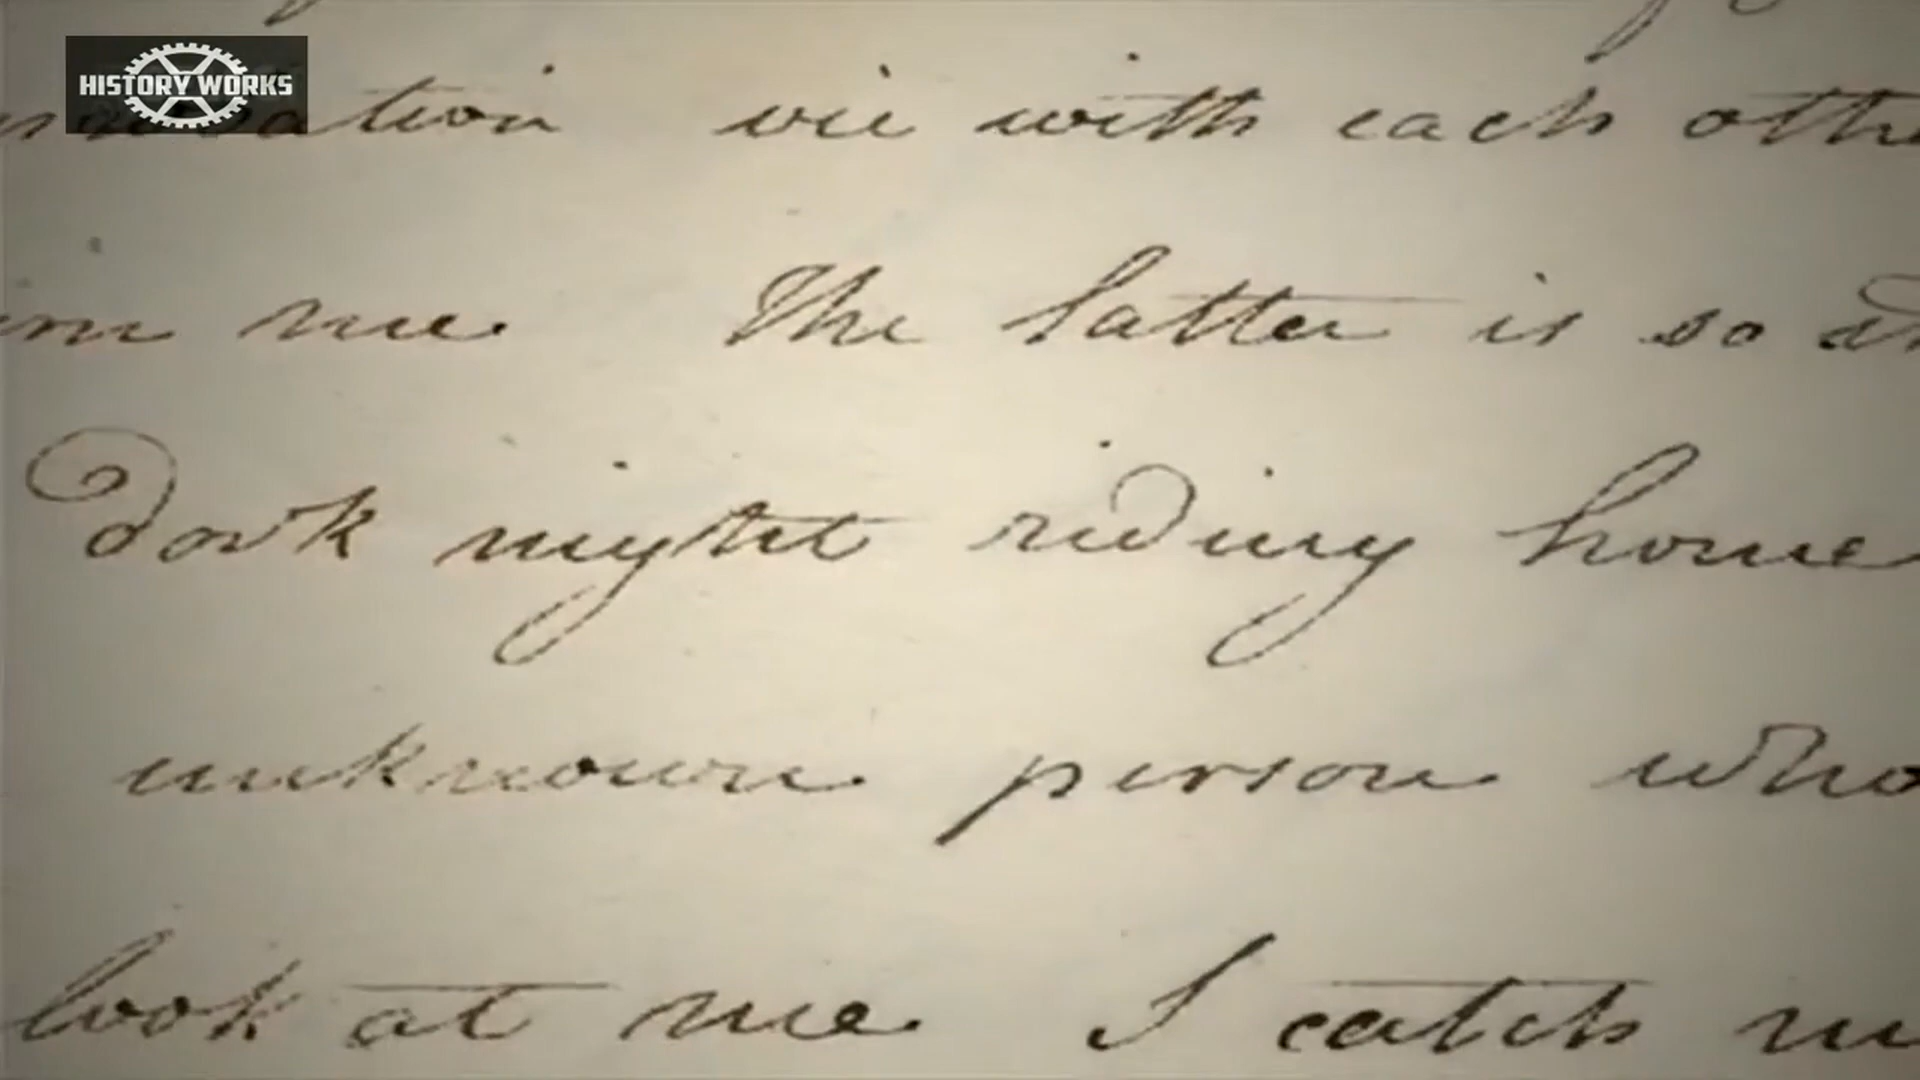 HISTORY WORKS
vie with each othe
me. The latter is so
dark night riding home
unknown person who
look at me. I catch